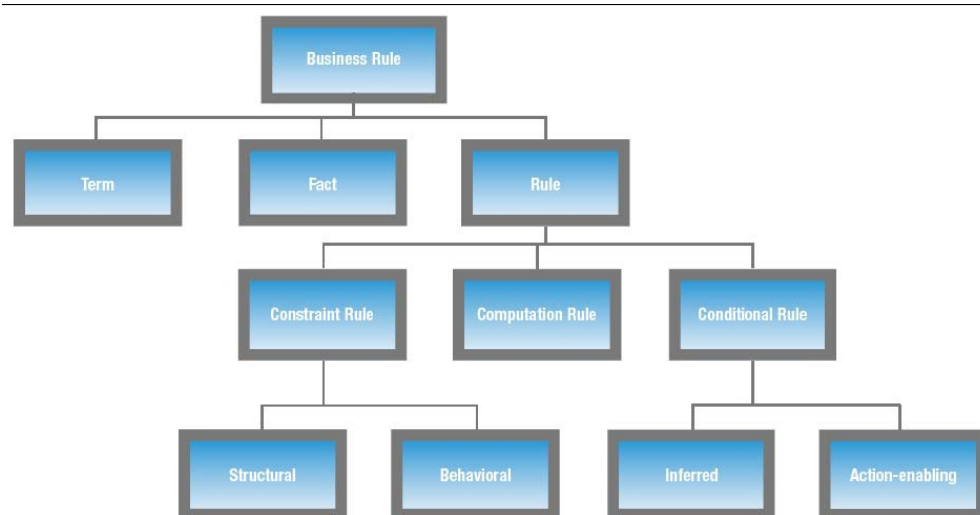 Business Rule
Term
Fact
Rule
Constraint Rule
Computation Rule
Conditional Rule
Structural
Behavioral
Inferred
Action-enabling